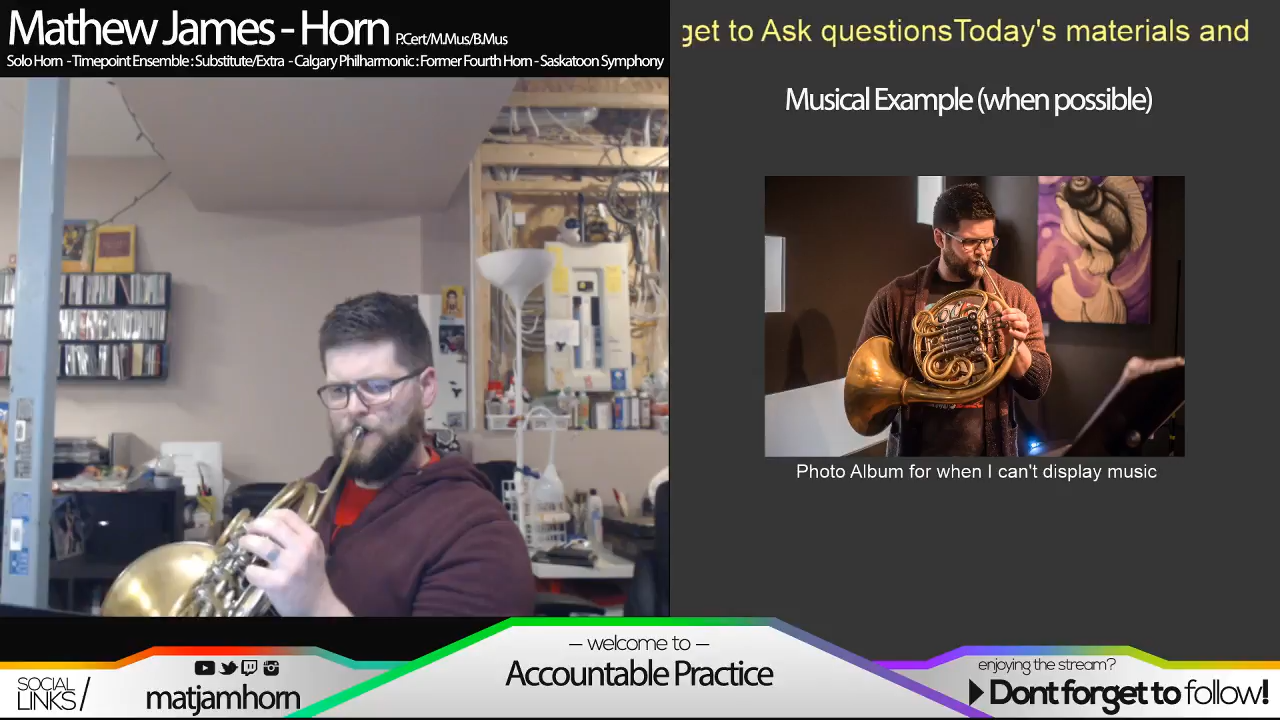 Mathew James - Horn P.Cert/M.Mus/B.Mus
Solo Horn - Timepoint Ensemble : Substitute/Extra - Calgary Philharmonic : Former Fourth Horn - Saskatoon Symphony
get to Ask questionsToday's materials and
Musical Example (when possible)
Photo Album for when I can't display music
SOCIAL
LINKS/
matjamhorn
– welcome to –
Accountable Practice
enjoying the stream?
Dont forget to follow!